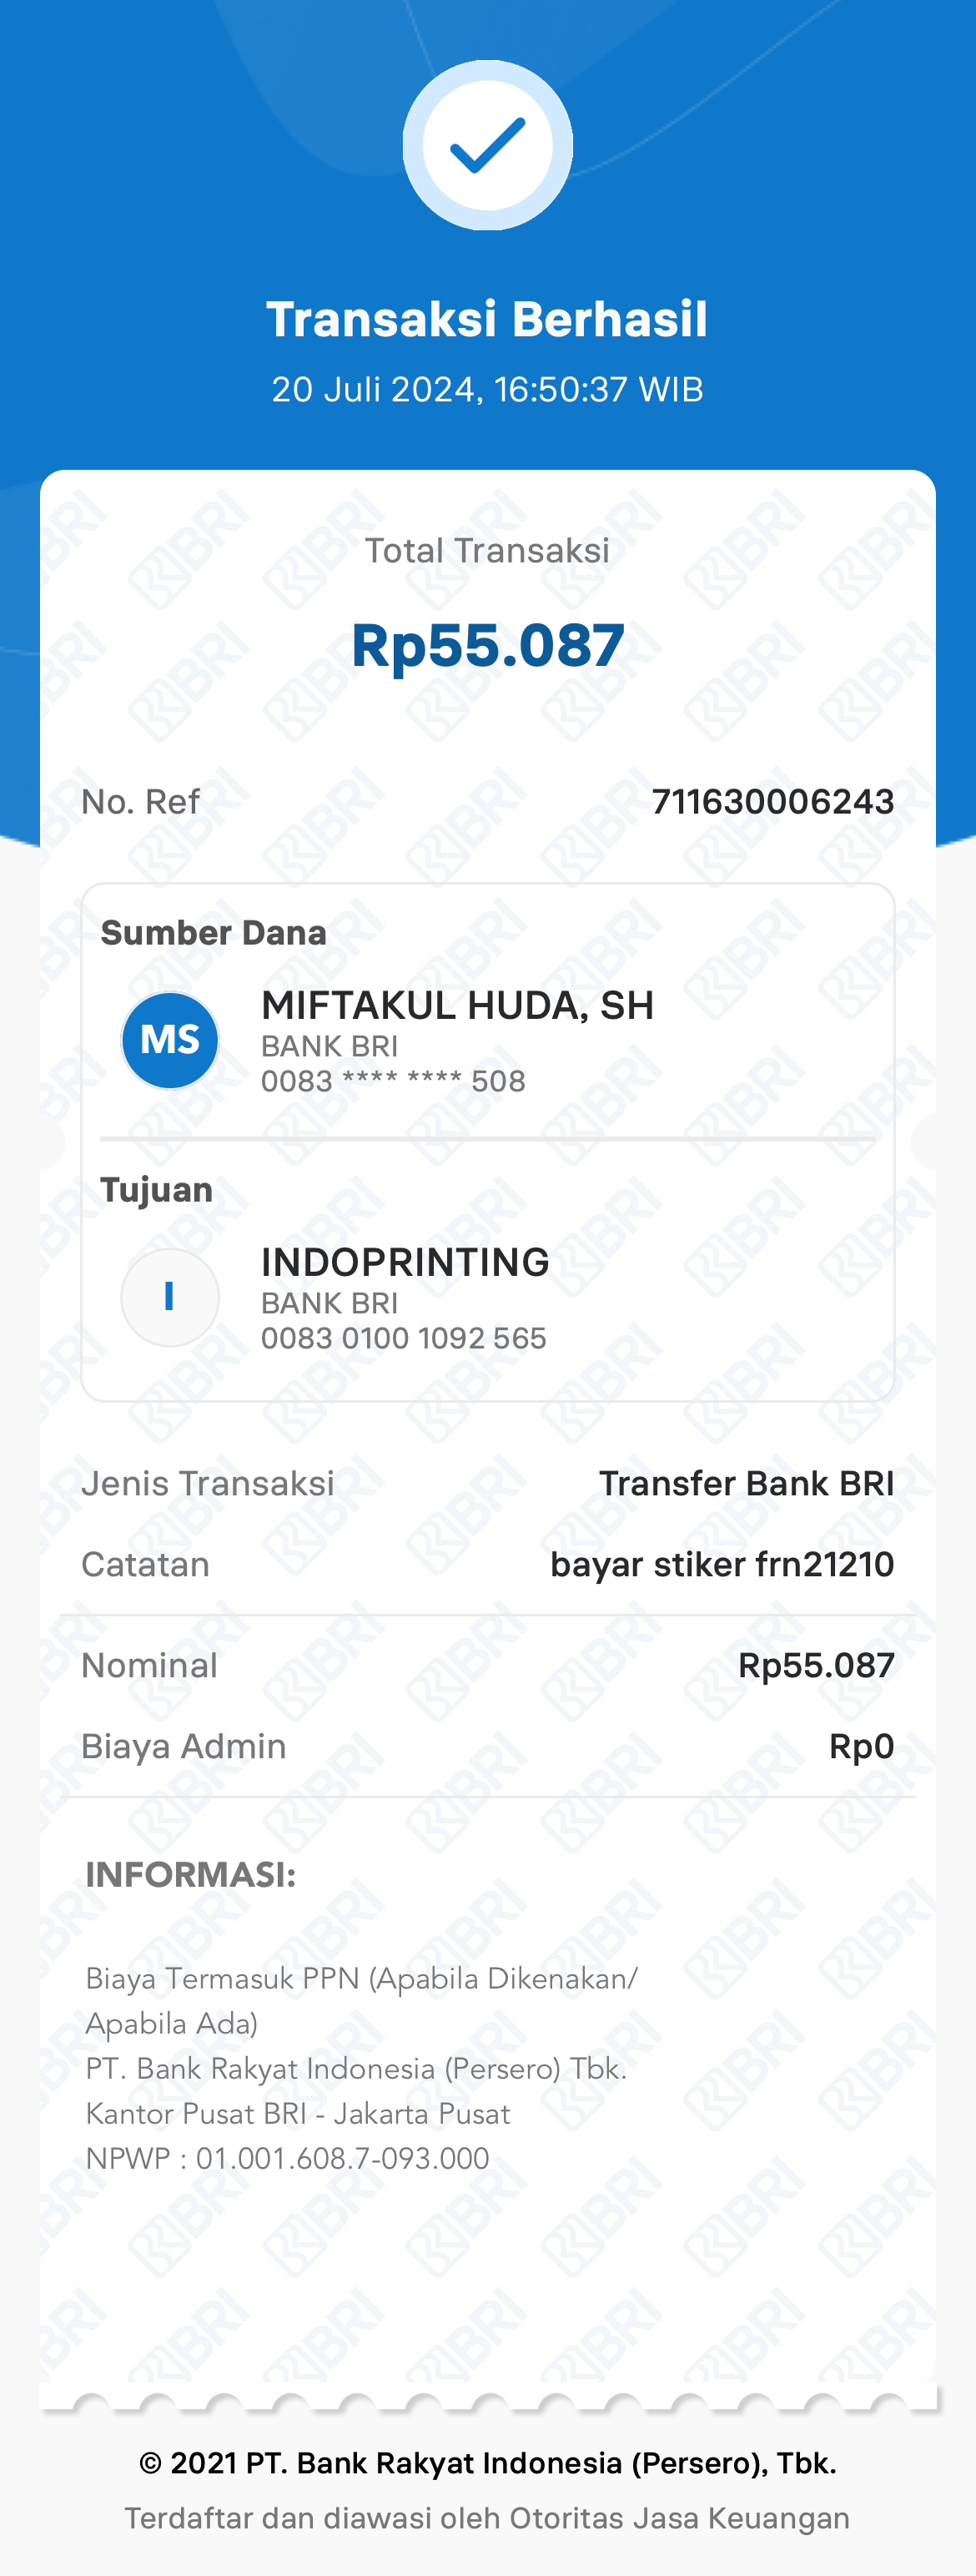 Transaksi Berhasil
20 Juli 2024, 16:50:37 WIB
Total Transaksi
Rp55.087
No. Ref 711630006243
Sumber Dana
MS
MIFTAKUL HUDA, SH
BANK BRI
0083 **** **** 508
Tujuan
I
INDOPRINTING
BANK BRI
0083 0100 1092 565
Jenis Transaksi Transfer Bank BRI
Catatan bayar stiker frn21210
Nominal Rp55.087
Biaya Admin Rp0
INFORMASI:
Biaya Termasuk PPN (Apabila Dikenakan/
Apabila Ada)
PT. Bank Rakyat Indonesia (Persero) Tbk.
Kantor Pusat BRI - Jakarta Pusat
NPWP : 01.001.608.7-093.000
© 2021 PT. Bank Rakyat Indonesia (Persero), Tbk.
Terdaftar dan diawasi oleh Otoritas Jasa Keuangan